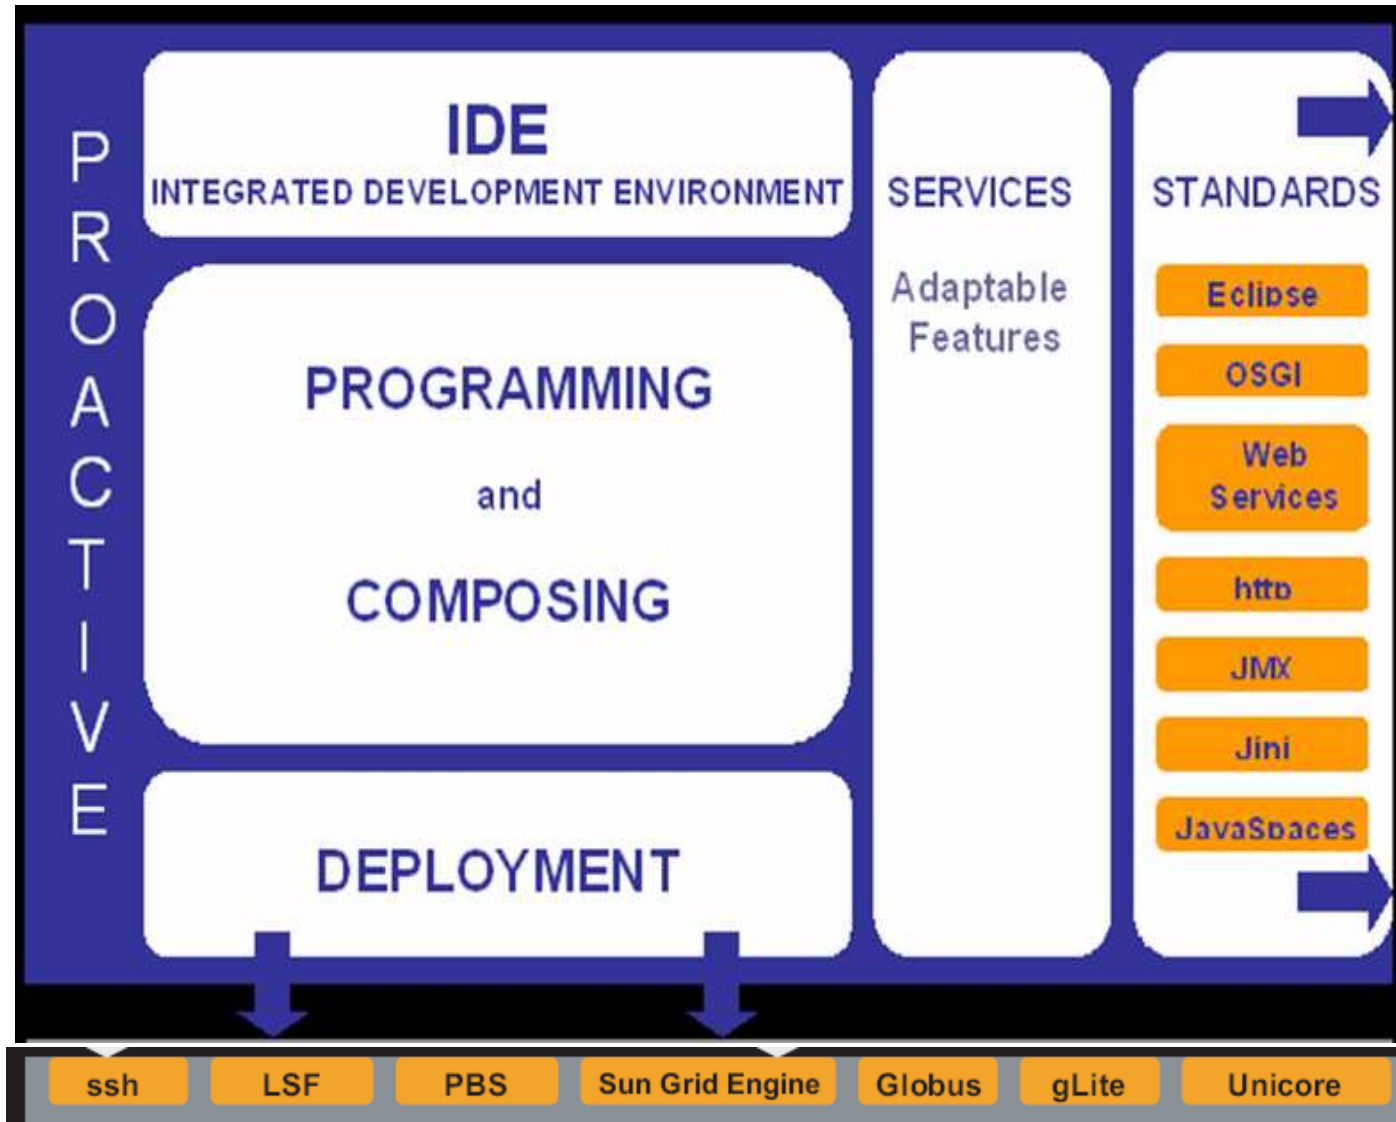 PROACTIVE
IDE
INTEGRATED DEVELOPMENT ENVIRONMENT
PROGRAMMING
and
COMPOSING
DEPLOYMENT
SERVICES
Adaptable
Features
STANDARDS
Eclipse
OSGI
Web
Services
http
JMX
Jini
JavaSpaces
ssh
LSF
PBS
Sun Grid Engine
Globus
gLite
Unicore